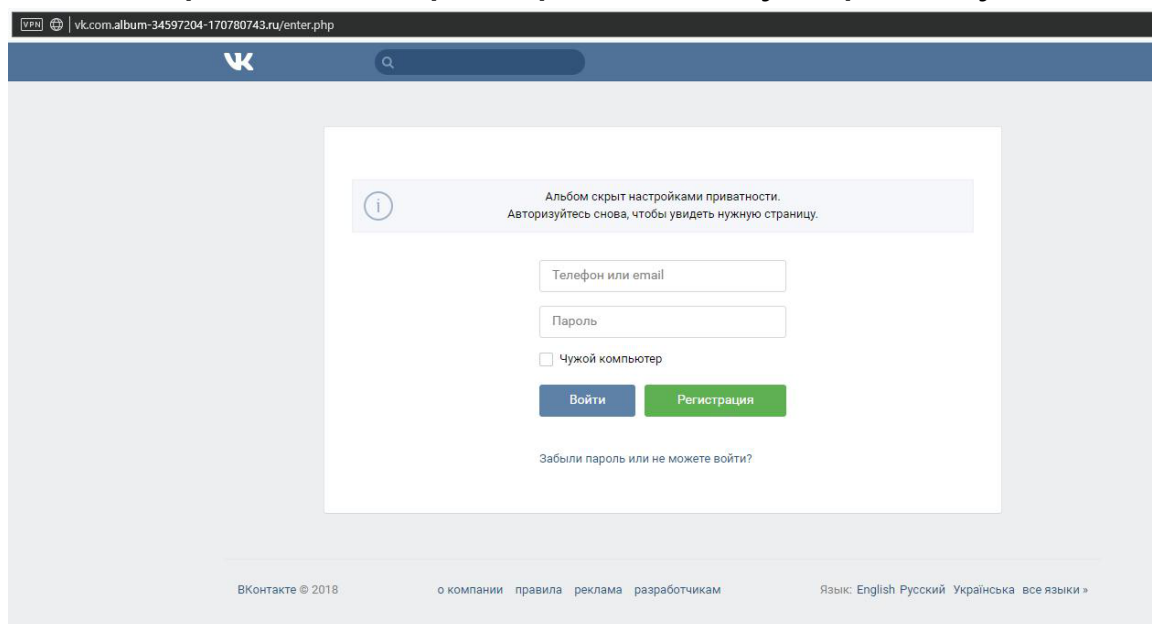 VPN vk.com.album-34597204-170780743.ru/enter.php
Альбом скрыт настройками приватности.
Авторизуйтесь снова, чтобы увидеть нужную страницу.
Телефон или email
Пароль
Чужой компьютер
Войти Регистрация
Забыли пароль или не можете войти?
ВКонтакте © 2018 о компании правила реклама разработчикам Язык: English Русский Українська все языки »